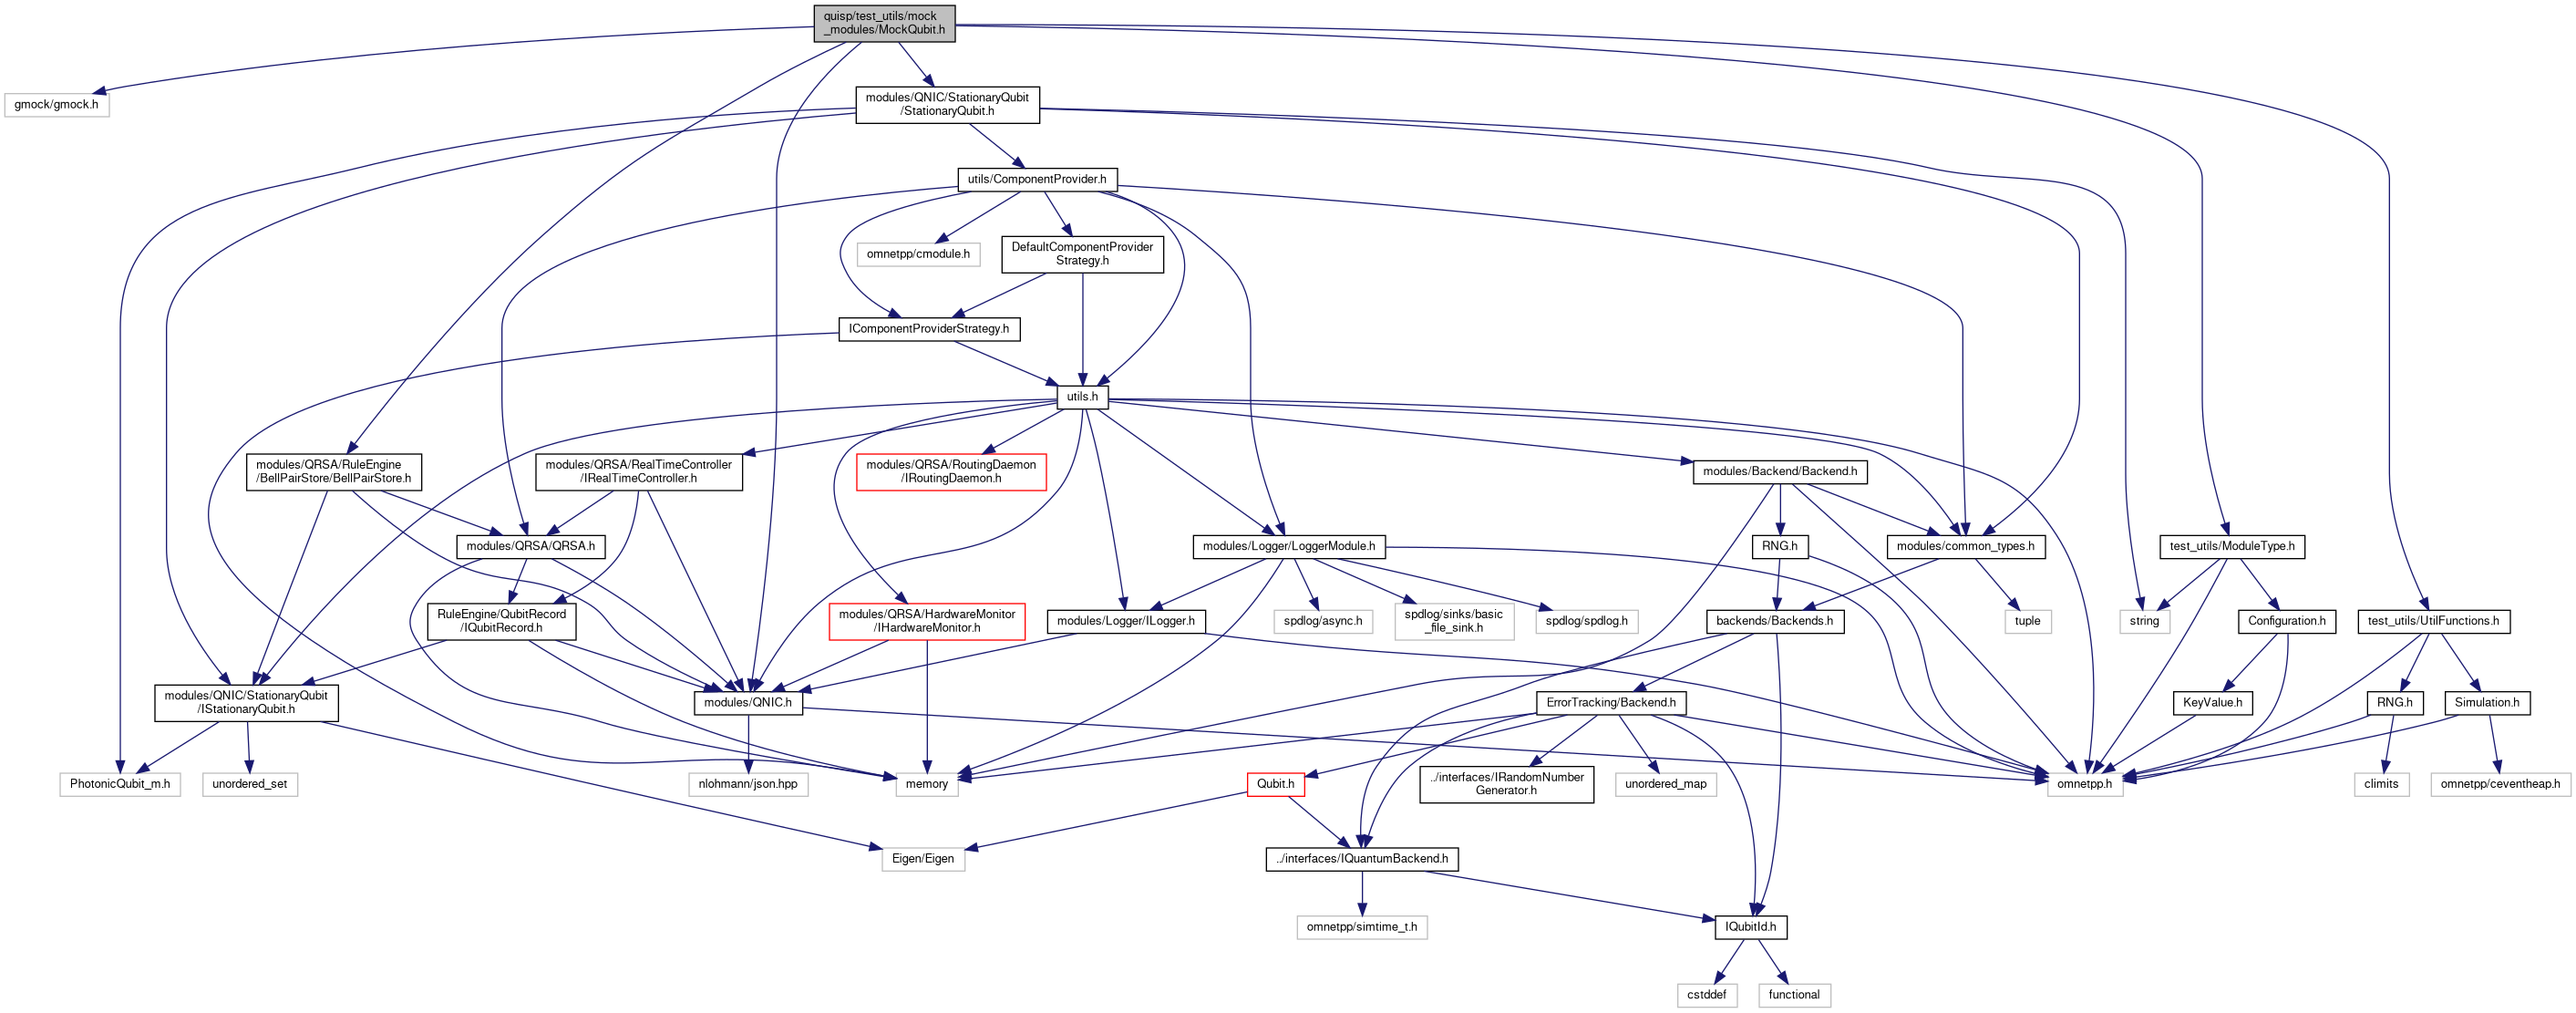 quisp/test_utils/mock
_modules/MockQubit.h
gmock/gmock.h
modules/QNIC/StationaryQubit
/StationaryQubit.h
utils/ComponentProvider.h
omnetpp/cmodule.h
DefaultComponentProvider
Strategy.h
IComponentProviderStrategy.h
utils.h
modules/QRSA/RuleEngine
/BellPairStore/BellPairStore.h
modules/QRSA/RealTimeController
/IRealTimeController.h
modules/QRSA/RoutingDaemon
/IRoutingDaemon.h
modules/Backend/Backend.h
modules/QRSA/QRSA.h
modules/Logger/LoggerModule.h
RNG.h
modules/common_types.h
test_utils/ModuleType.h
RuleEngine/QubitRecord
/IQubitRecord.h
modules/QRSA/HardwareMonitor
/IHardwareMonitor.h
modules/Logger/ILogger.h
spdlog/async.h
spdlog/sinks/basic
_file_sink.h
spdlog/spdlog.h
backends/Backends.h
tuple
string
Configuration.h
test_utils/UtilFunctions.h
modules/QNIC/StationaryQubit
/IStationaryQubit.h
modules/QNIC.h
ErrorTracking/Backend.h
KeyValue.h
RNG.h
Simulation.h
PhotonicQubit_m.h
unordered_set
nlohmann/json.hpp
memory
Qubit.h
../interfaces/IRandomNumber
Generator.h
unordered_map
omnetpp.h
climits
omnetpp/ceventheap.h
Eigen/Eigen
../interfaces/IQuantumBackend.h
omnetpp/simtime_t.h
IQubitId.h
cstddef
functional